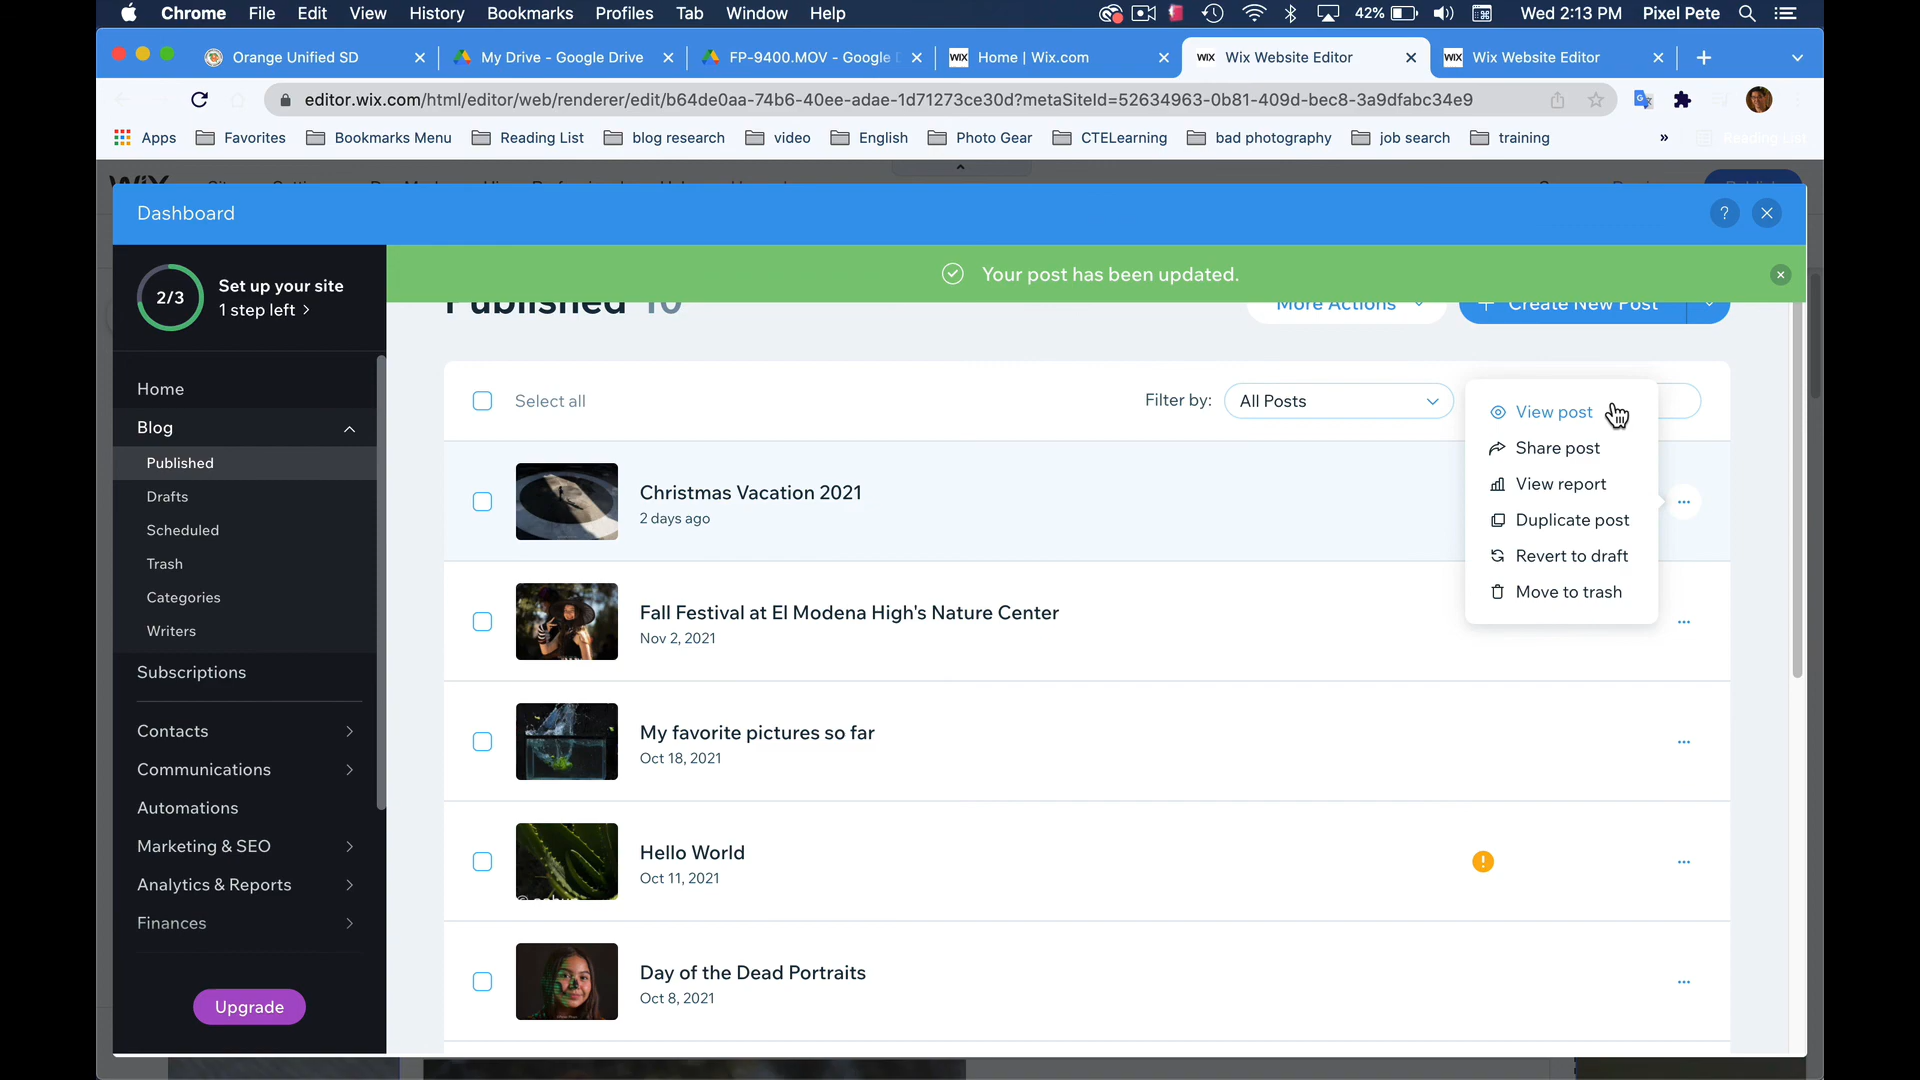 Chrome File Edit View History Bookmarks Profiles Tab Window Help 42% Wed 2:13 PM Pixel Pete
Orange Unified SD My Drive - Google Drive FP-9400.MOV - Google D WIX Home | Wix.com WIX Wix Website Editor WIX Wix Website Editor
editor.wix.com/html/editor/web/renderer/edit/b64de0aa-74b6-40ee-adae-1d71273ce30d?metaSiteId=52634963-0b81-409d-bec8-3a9dfabc34e9
Apps Favorites Bookmarks Menu Reading List blog research video English Photo Gear CTELearning bad photography job search training » Reading List
Dashboard ?
Your post has been updated.
2/3 Set up your site
1 step left >
Published 10 More Actions + Create New Post
Home
Blog
Published
Drafts
Scheduled
Trash
Categories
Writers
Subscriptions
Contacts
Communications
Automations
Marketing & SEO
Analytics & Reports
Finances
Upgrade
Select all Filter by: All Posts
View post
Share post
View report
Duplicate post
Revert to draft
Move to trash
Christmas Vacation 2021
2 days ago
Fall Festival at El Modena High's Nature Center
Nov 2, 2021
My favorite pictures so far
Oct 18, 2021
Hello World
Oct 11, 2021
Day of the Dead Portraits
Oct 8, 2021